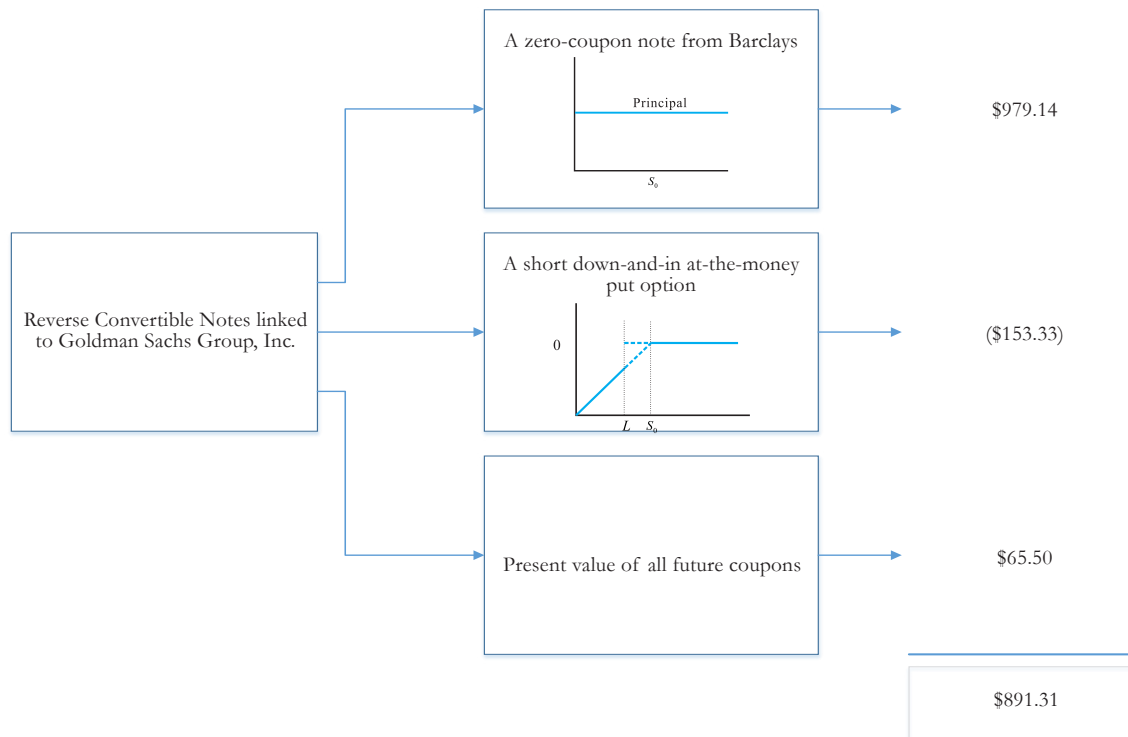 A zero-coupon note from Barclays
Principal
S₀
$979.14
Reverse Convertible Notes linked
to Goldman Sachs Group, Inc.
A short down-and-in at-the-money
put option
0
L S₀
($153.33)
Present value of all future coupons
$65.50
$891.31